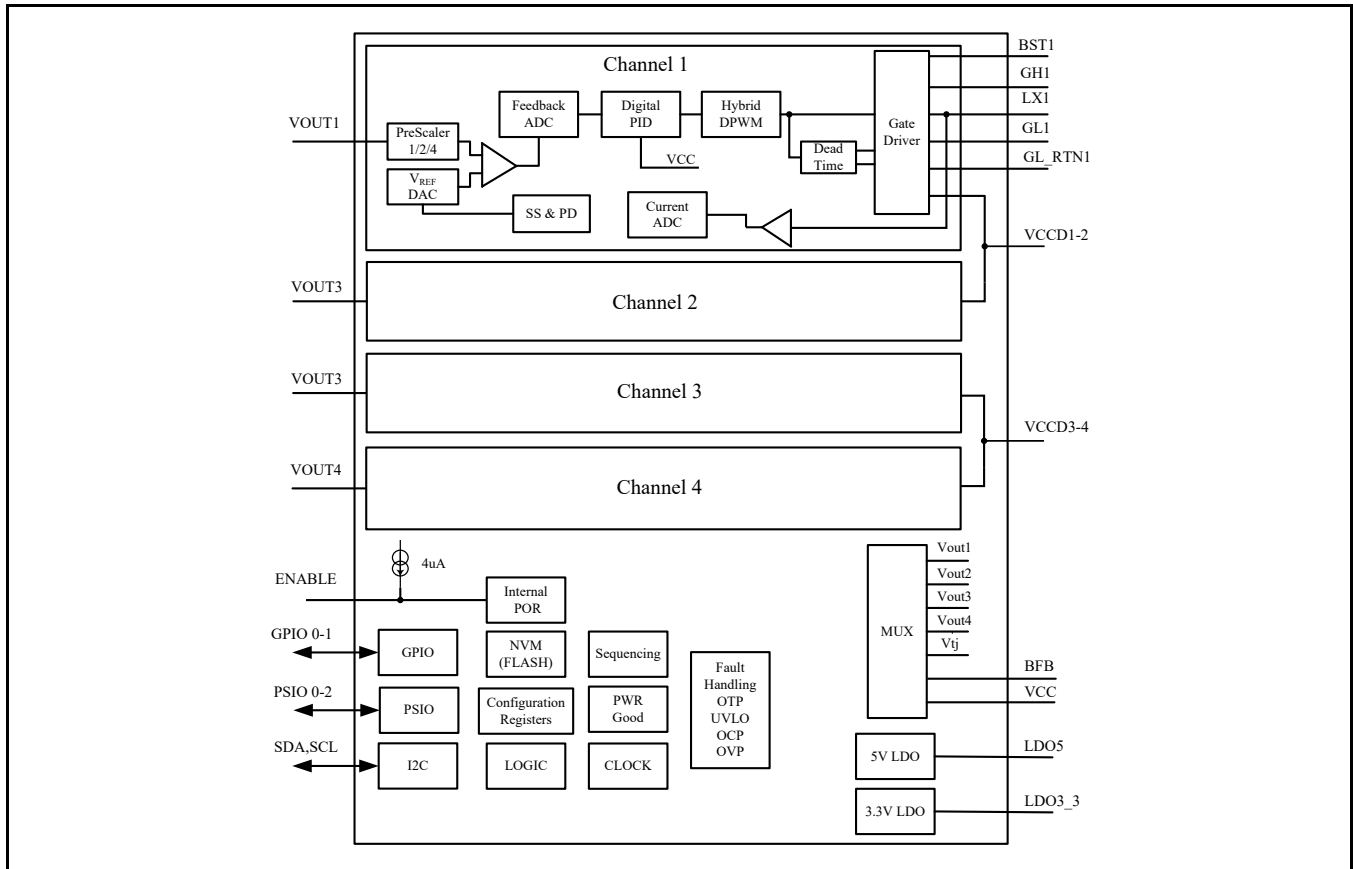 Channel 1
BST1
GH1
LX1
GL1
GL_RTN1
VOUT1
PreScaler
1/2/4
Feedback
ADC
Digital
PID
Hybrid
DPWM
Gate
Driver
Dead
Time
VCC
VREF
DAC
SS & PD
Current
ADC
VCCD1-2
VOUT3
Channel 2
VOUT3
Channel 3
VCCD3-4
VOUT4
Channel 4
4uA
ENABLE
Internal
POR
GPIO 0-1
GPIO
NVM
(FLASH)
Sequencing
PSIO 0-2
PSIO
Configuration
Registers
PWR
Good
SDA,SCL
I2C
LOGIC
CLOCK
Fault
Handling
OTP
UVLO
OCP
OVP
MUX
Vout1
Vout2
Vout3
Vout4
Vtj
BFB
VCC
5V LDO
LDO5
3.3V LDO
LDO3_3